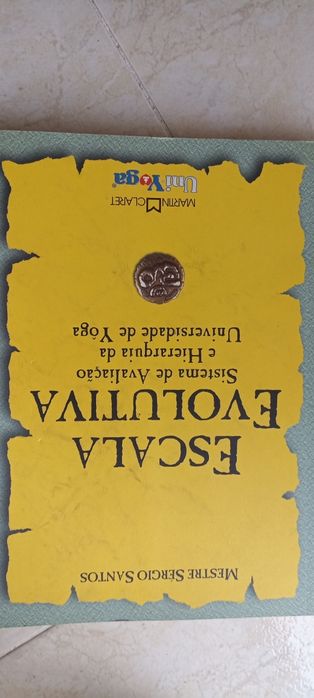 MESTRE SÉRGIO SANTOS
ESCALA
EVOLUTIVA
Sistema de Avaliação
e Hierarquia da
Universidade de Yôga
MARTIN CLARET
UniYoga®